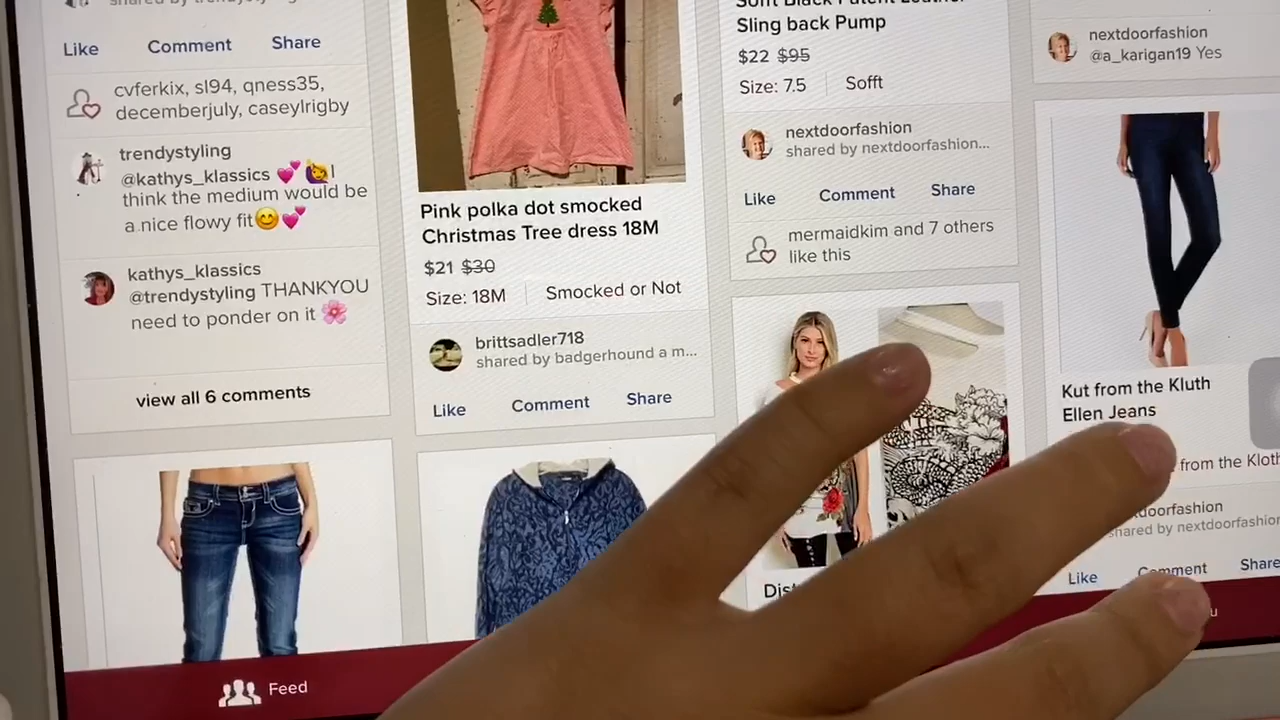 Like Comment Share
cvferkix, sl94, qness35,
decemberjuly, caseylrigby
trendystyling
@kathys_klassics 💕🙋I
think the medium would be
a nice flowy fit😊💕
kathys_klassics
@trendystyling THANKYOU
need to ponder on it 🌸
view all 6 comments
Pink polka dot smocked
Christmas Tree dress 18M
$21 $30
Size: 18M Smocked or Not
brittsadler718
shared by badgerhound a m...
Like Comment Share
Sofft Black Patent Leather
Sling back Pump
$22 $95
Size: 7.5 Sofft
nextdoorfashion
shared by nextdoorfashion...
Like Comment Share
mermaidkim and 7 others
like this
nextdoorfashion
@a_karigan19 Yes
Kut from the Kluth
Ellen Jeans
from the Kloth
shared by nextdoorfashion
Like Comment Share
Feed